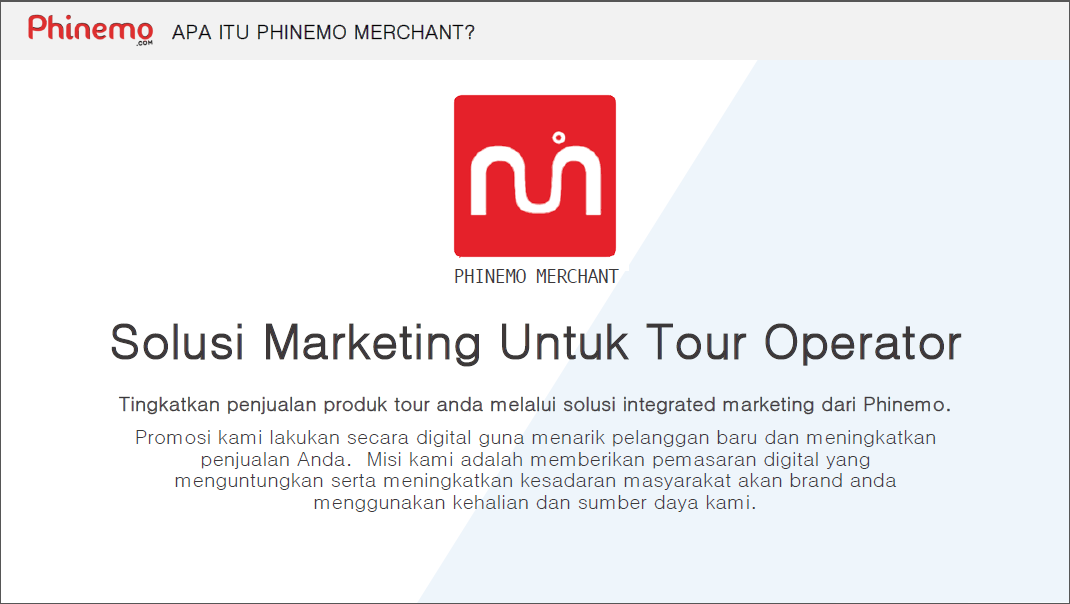 Phinemo
.COM
APA ITU PHINEMO MERCHANT?
PHINEMO MERCHANT
Solusi Marketing Untuk Tour Operator
Tingkatkan penjualan produk tour anda melalui solusi integrated marketing dari Phinemo.
Promosi kami lakukan secara digital guna menarik pelanggan baru dan meningkatkan
penjualan Anda.  Misi kami adalah memberikan pemasaran digital yang
menguntungkan serta meningkatkan kesadaran masyarakat akan brand anda
menggunakan kehalian dan sumber daya kami.